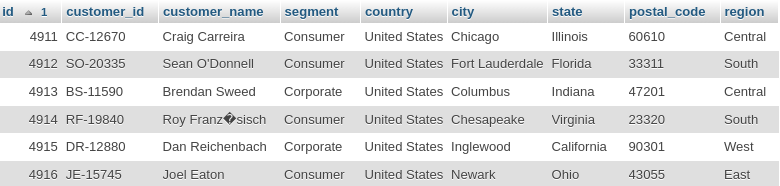 id 1 customer_id customer_name segment country city state postal_code region
4911 CC-12670 Craig Carreira Consumer United States Chicago Illinois 60610 Central
4912 SO-20335 Sean O'Donnell Consumer United States Fort Lauderdale Florida 33311 South
4913 BS-11590 Brendan Sweed Corporate United States Columbus Indiana 47201 Central
4914 RF-19840 Roy Franz�sisch Consumer United States Chesapeake Virginia 23320 South
4915 DR-12880 Dan Reichenbach Corporate United States Inglewood California 90301 West
4916 JE-15745 Joel Eaton Consumer United States Newark Ohio 43055 East